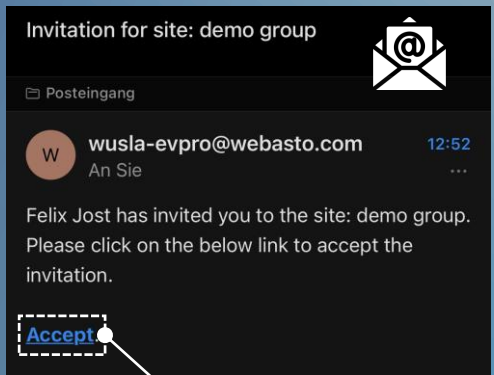 Invitation for site: demo group
@
Posteingang
W
wusla-evpro@webasto.com
12:52
An Sie
Felix Jost has invited you to the site: demo group.
Please click on the below link to accept the
invitation.
Accept.